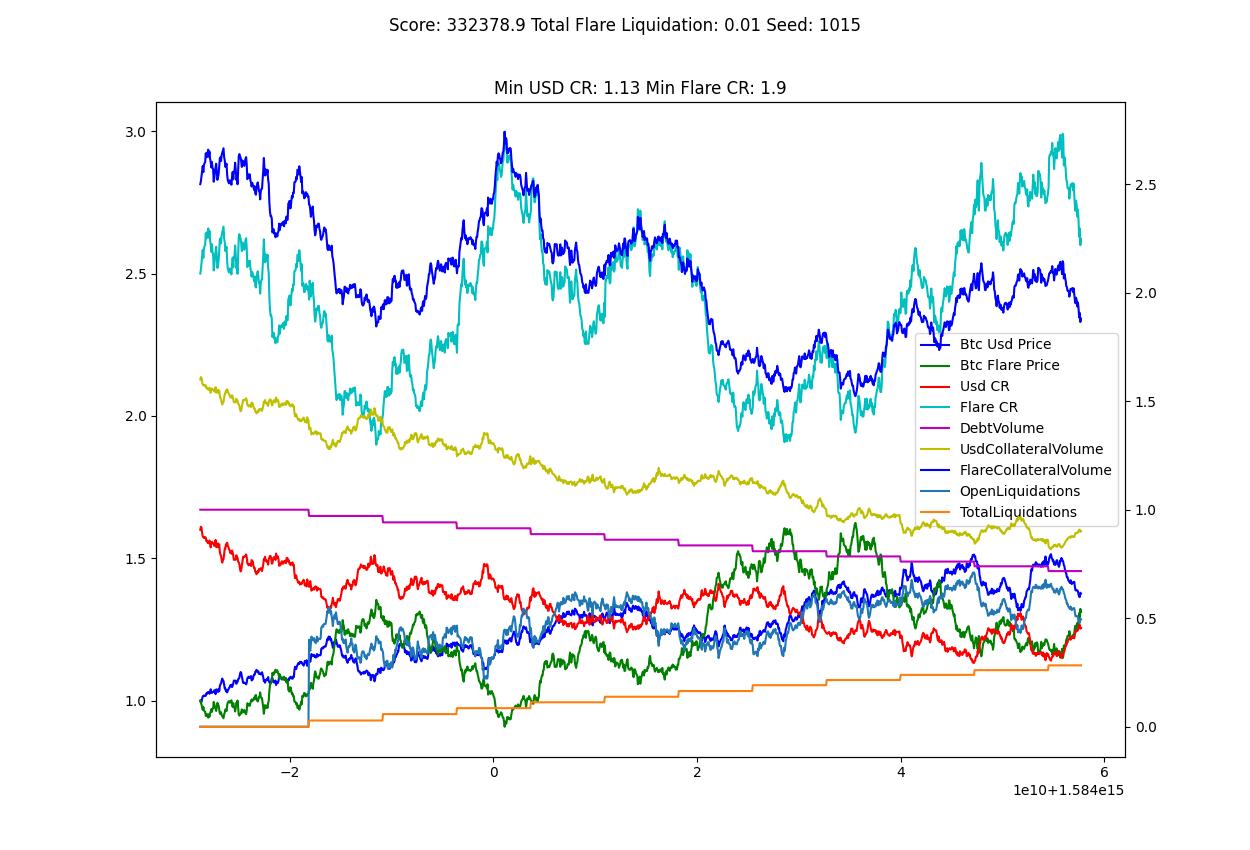 Score: 332378.9 Total Flare Liquidation: 0.01 Seed: 1015
Min USD CR: 1.13 Min Flare CR: 1.9
3.0
2.5
2.0
1.5
1.0
2.5
2.0
1.5
1.0
0.5
0.0
Btc Usd Price
Btc Flare Price
Usd CR
Flare CR
DebtVolume
UsdCollateralVolume
FlareCollateralVolume
OpenLiquidations
TotalLiquidations
−2 0 2 4 6
1e10+1.584e15